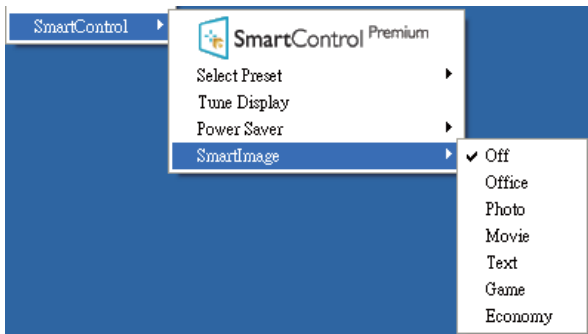 SmartControl
SmartControl Premium
Select Preset
Tune Display
Power Saver
SmartImage
Off
Office
Photo
Movie
Text
Game
Economy